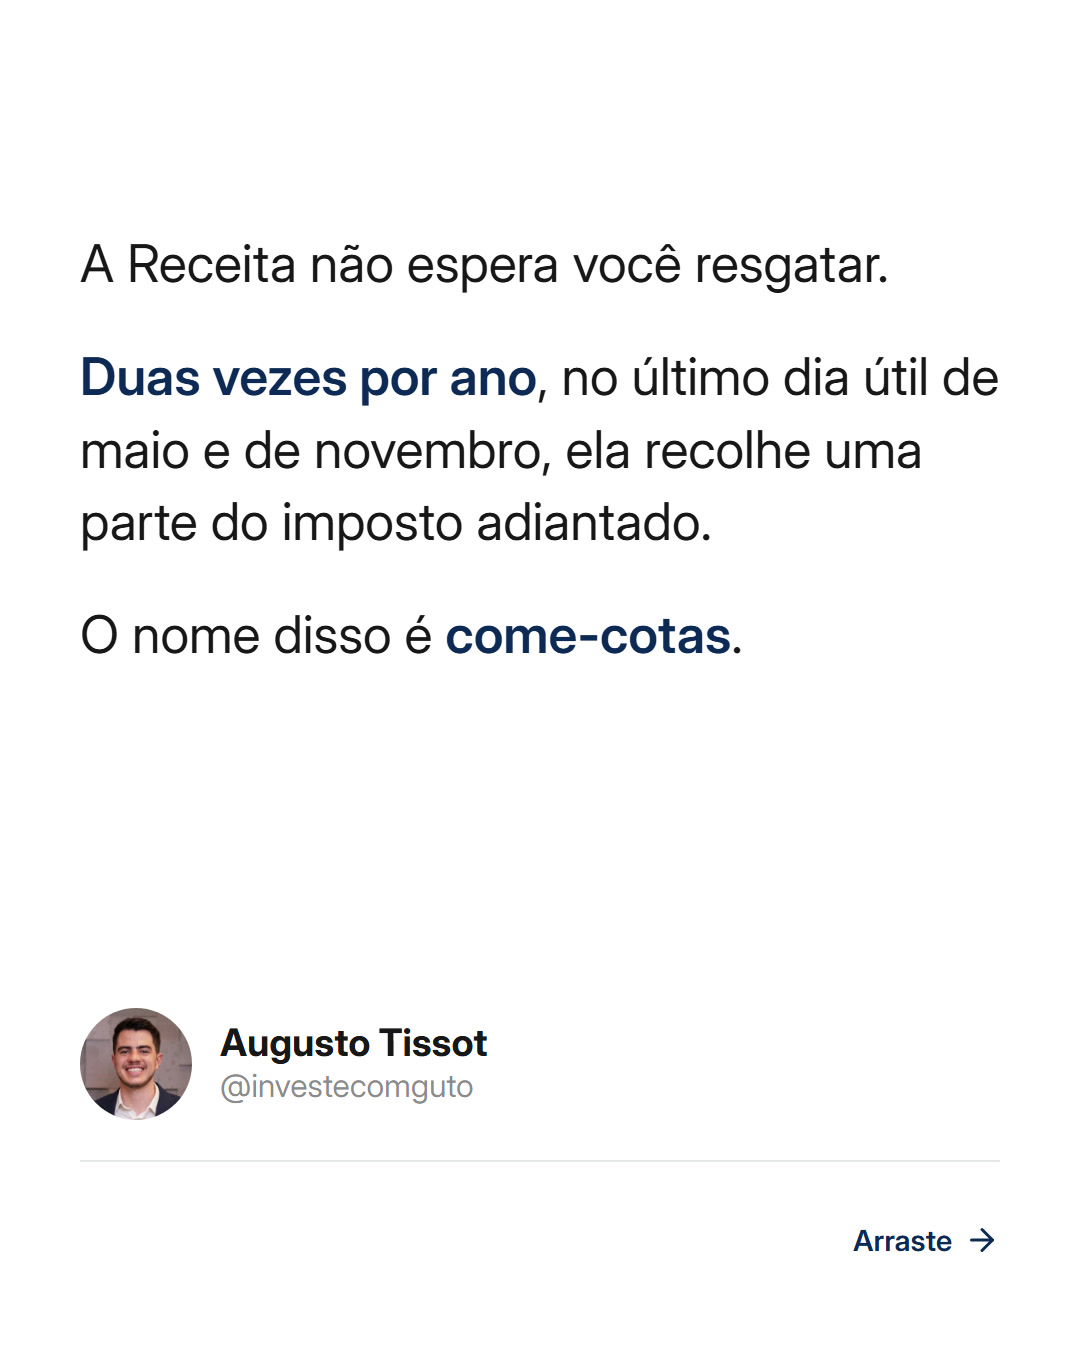 A Receita não espera você resgatar.
Duas vezes por ano, no último dia útil de
maio e de novembro, ela recolhe uma
parte do imposto adiantado.
O nome disso é come-cotas.
Augusto Tissot
@investecomguto
Arraste →